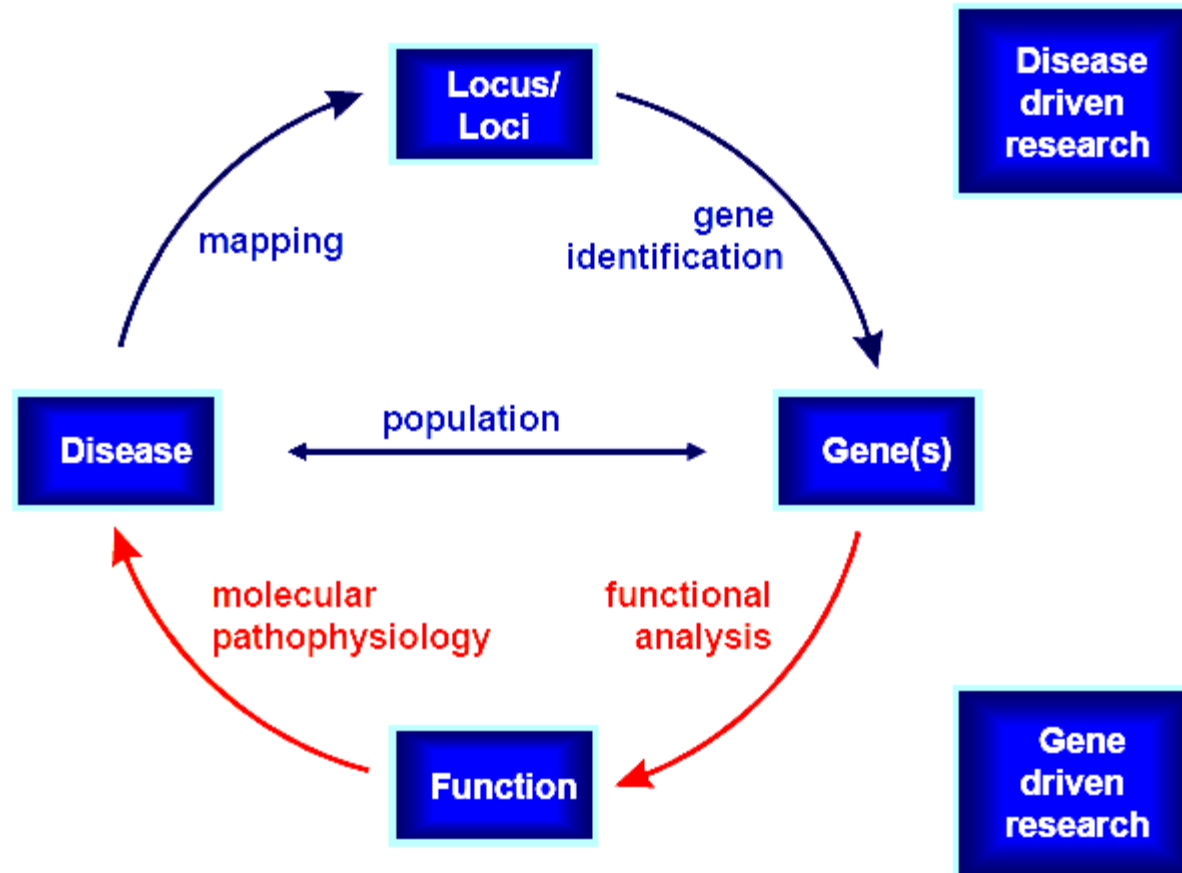 Locus/
Loci
Disease
driven
research
mapping
gene
identification
population
Disease
Gene(s)
molecular
pathophysiology
functional
analysis
Function
Gene
driven
research